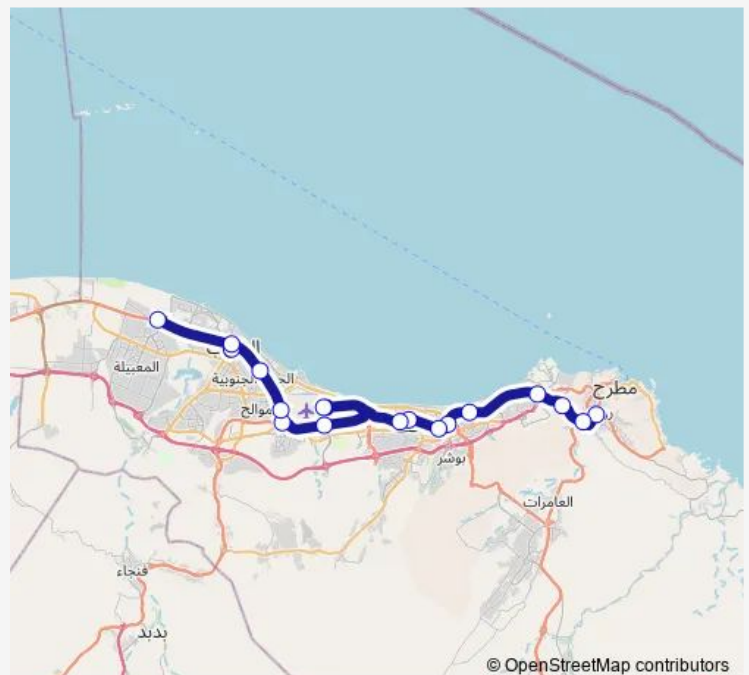 المعبيلة
الجنوبية
موالح
مطرح
بوشر
العامرات
فنجاء
بدبد
© OpenStreetMap contributors